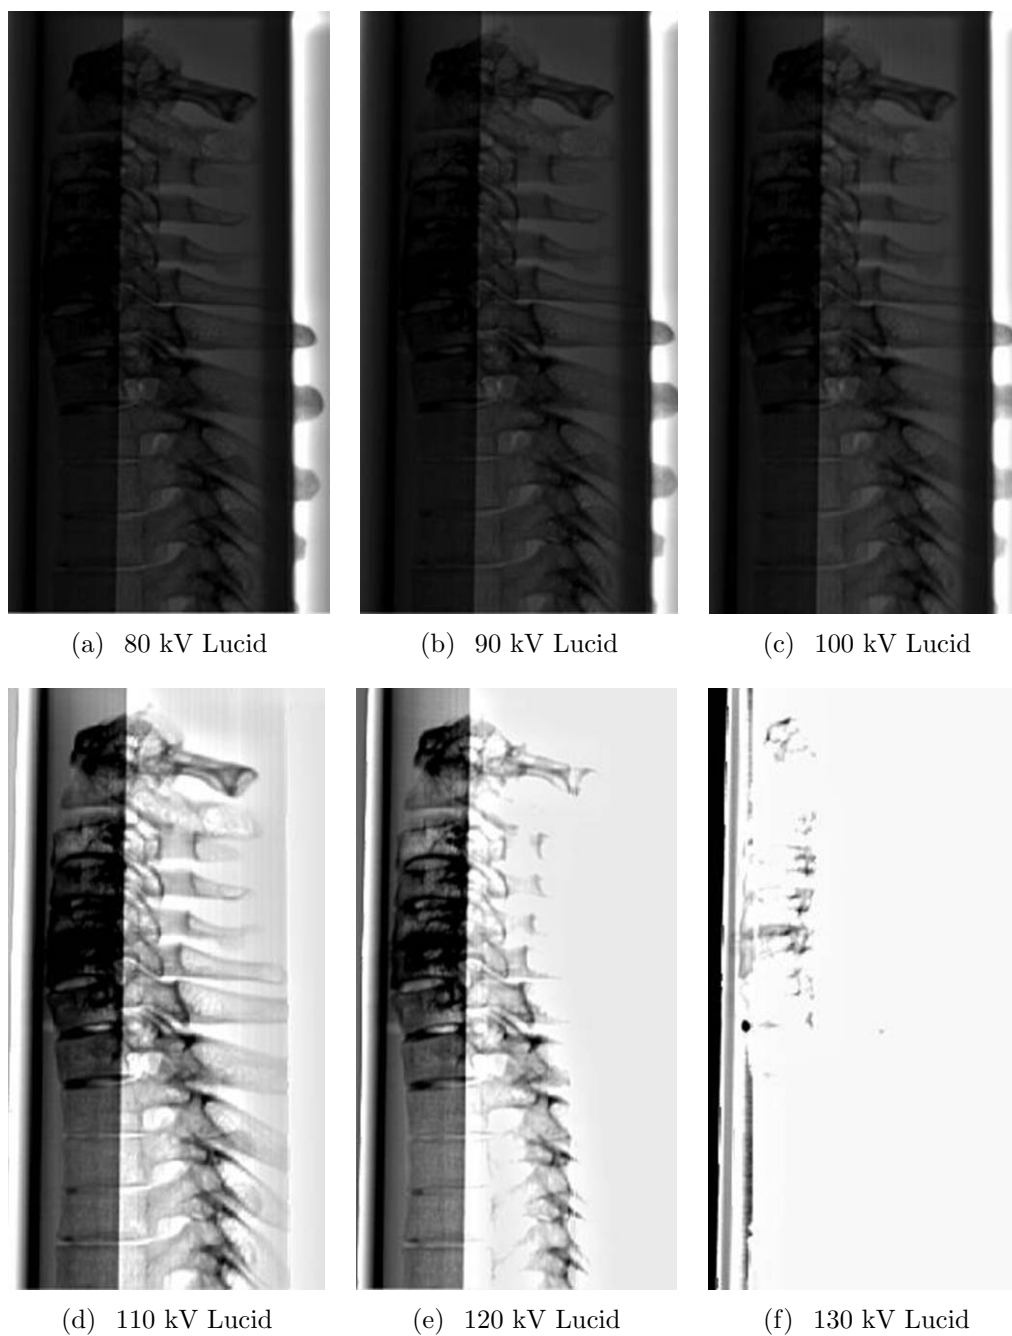 (a) 80 kV Lucid
(b) 90 kV Lucid
(c) 100 kV Lucid
(d) 110 kV Lucid
(e) 120 kV Lucid
(f) 130 kV Lucid